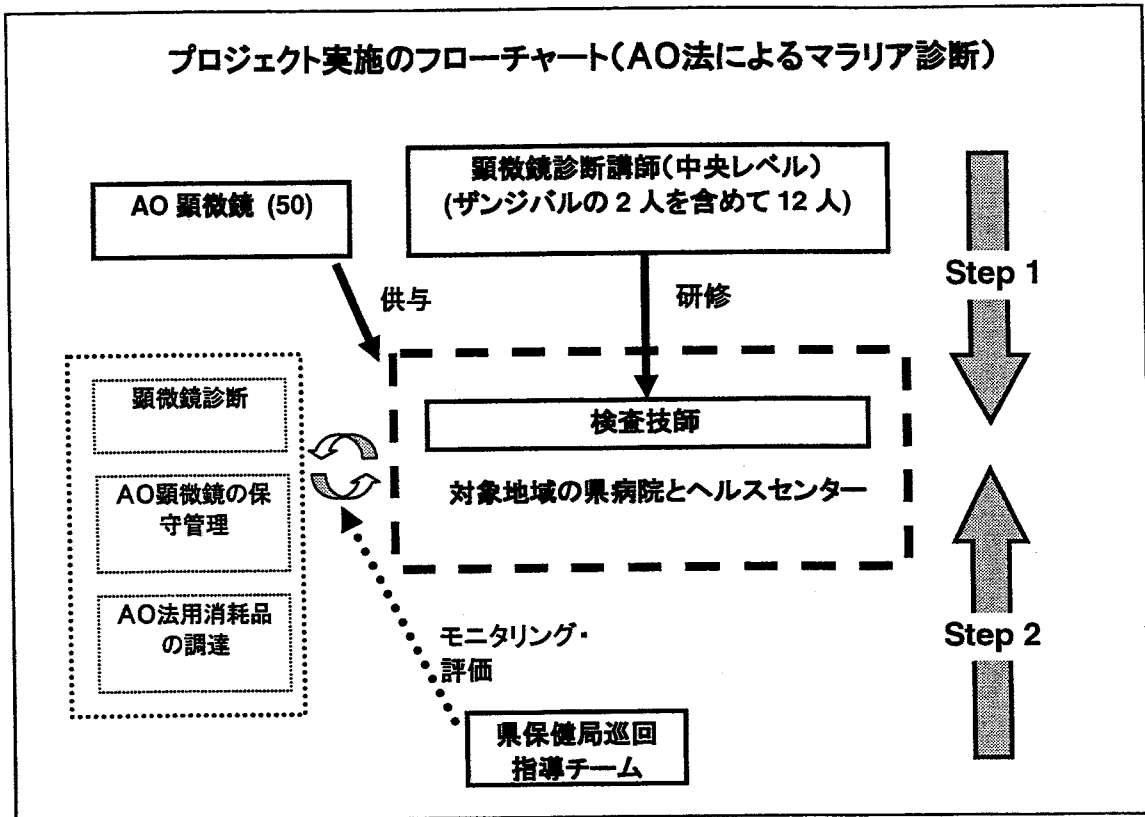 プロジェクト実施のフローチャート（AO法によるマラリア診断）
顕微鏡診断講師（中央レベル）
(ザンジバルの 2 人を含めて 12 人)
AO 顕微鏡 (50)
Step 1
供与
研修
顕微鏡診断
検査技師
対象地域の県病院とヘルスセンター
AO顕微鏡の保
守管理
AO法用消耗品
の調達
モニタリング・
評価
Step 2
県保健局巡回
指導チーム